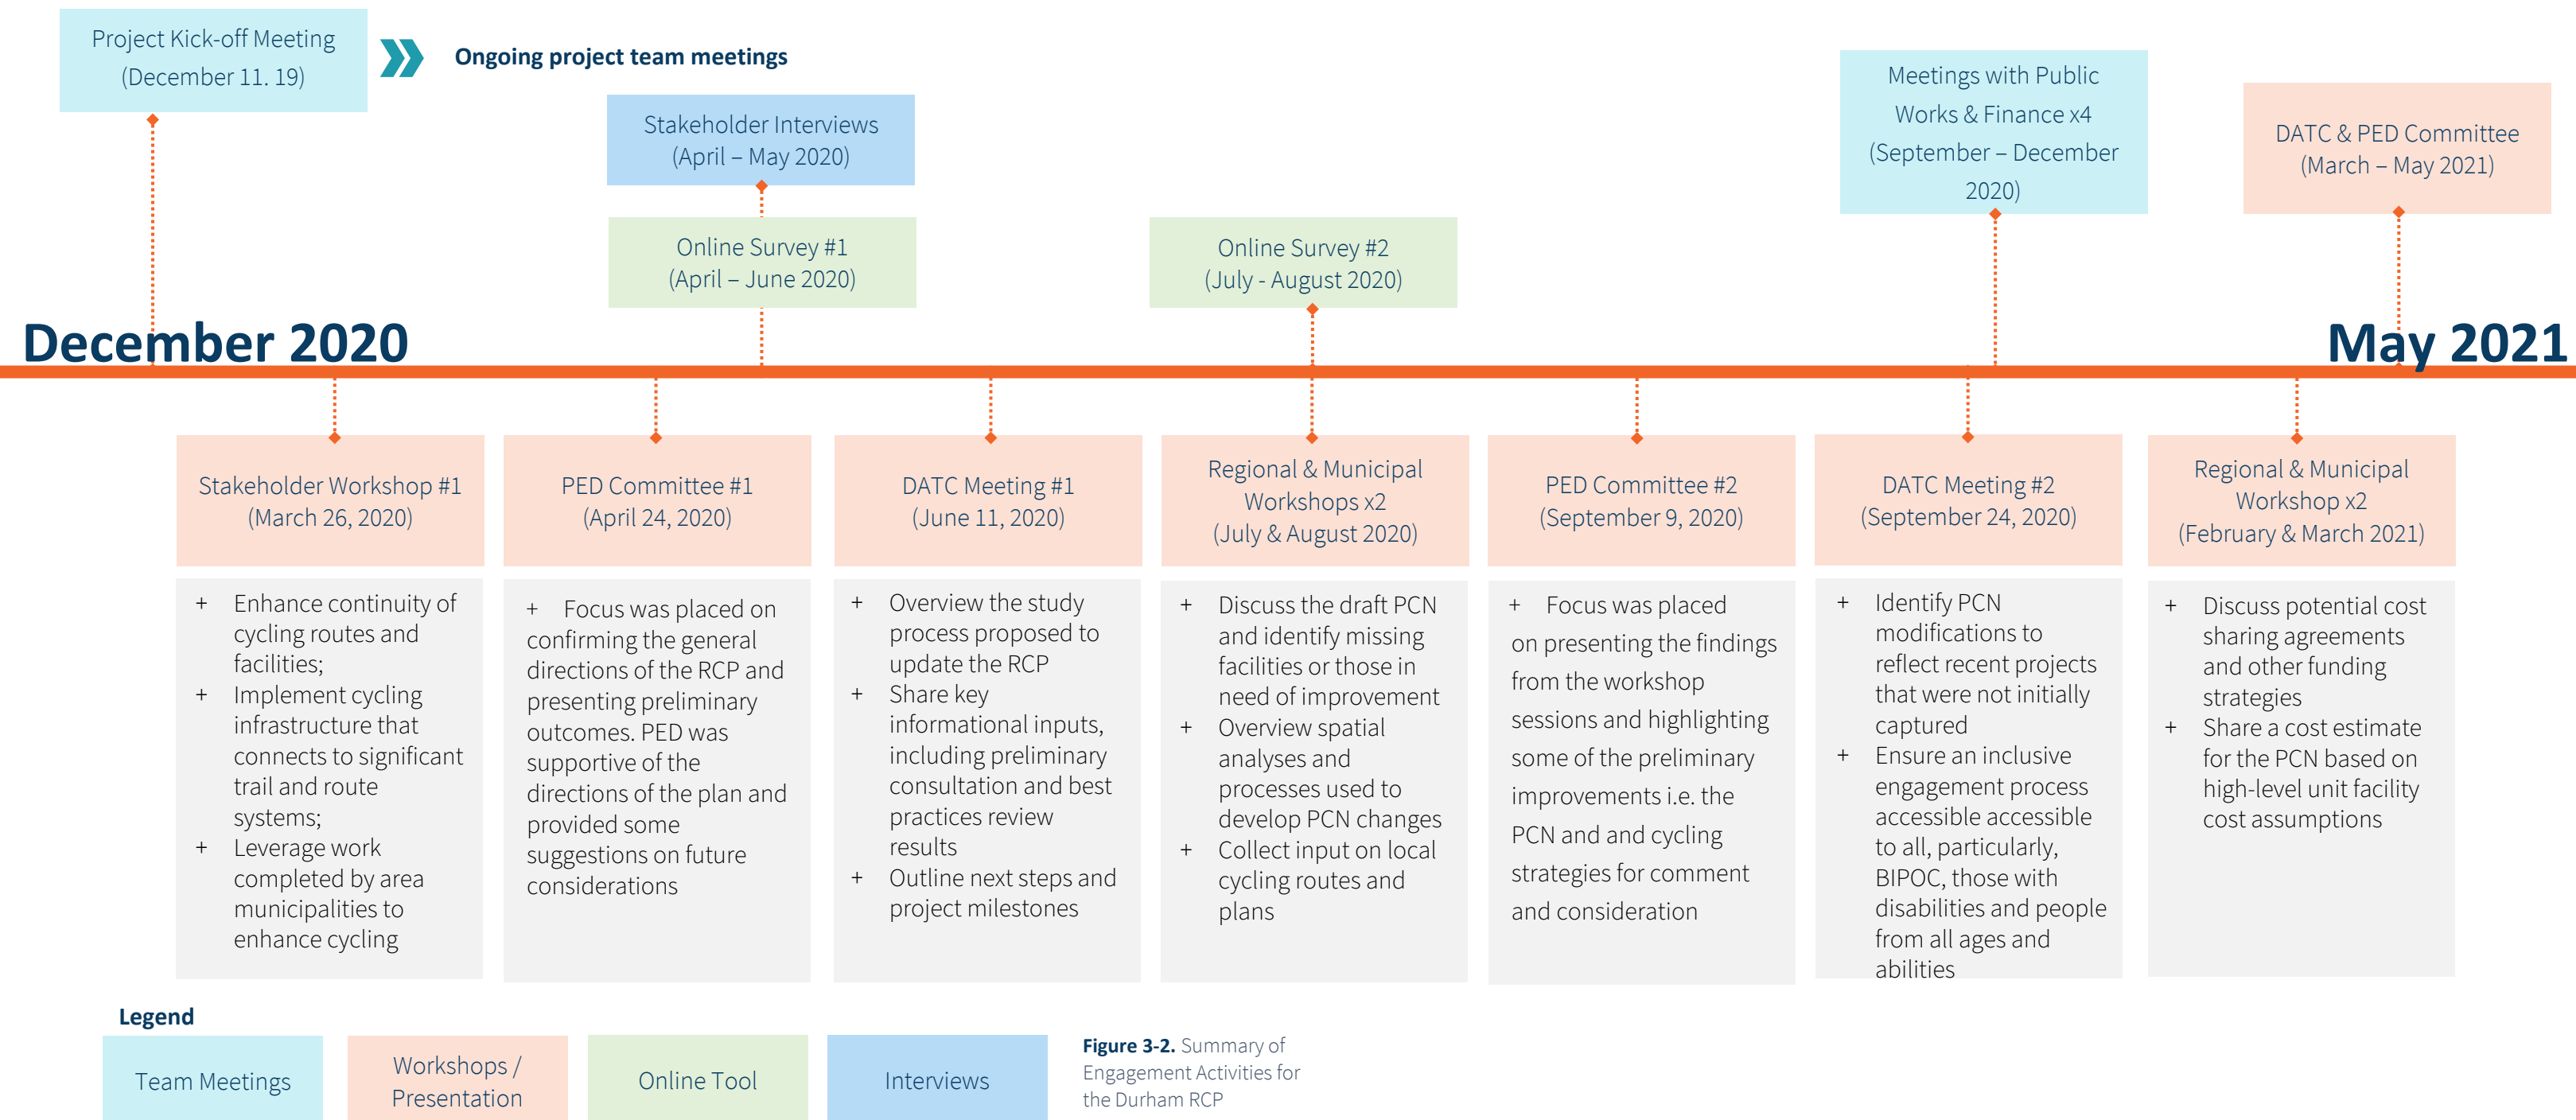 Project Kick-off Meeting
(December 11. 19)
Ongoing project team meetings
Stakeholder Interviews
(April – May 2020)
Online Survey #1
(April – June 2020)
Online Survey #2
(July - August 2020)
Meetings with Public
Works & Finance x4
(September – December
2020)
DATC & PED Committee
(March – May 2021)
December 2020
May 2021
Stakeholder Workshop #1
(March 26, 2020)
+ Enhance continuity of
cycling routes and
facilities;
+ Implement cycling
infrastructure that
connects to significant
trail and route
systems;
+ Leverage work
completed by area
municipalities to
enhance cycling
PED Committee #1
(April 24, 2020)
+ Focus was placed on
confirming the general
directions of the RCP and
presenting preliminary
outcomes. PED was
supportive of the
directions of the plan and
provided some
suggestions on future
considerations
DATC Meeting #1
(June 11, 2020)
+ Overview the study
process proposed to
update the RCP
+ Share key
informational inputs,
including preliminary
consultation and best
practices review
results
+ Outline next steps and
project milestones
Regional & Municipal
Workshops x2
(July & August 2020)
+ Discuss the draft PCN
and identify missing
facilities or those in
need of improvement
+ Overview spatial
analyses and
processes used to
develop PCN changes
+ Collect input on local
cycling routes and
plans
PED Committee #2
(September 9, 2020)
+ Focus was placed
on presenting the findings
from the workshop
sessions and highlighting
some of the preliminary
improvements i.e. the
PCN and and cycling
strategies for comment
and consideration
DATC Meeting #2
(September 24, 2020)
+ Identify PCN
modifications to
reflect recent projects
that were not initially
captured
+ Ensure an inclusive
engagement process
accessible accessible
to all, particularly,
BIPOC, those with
disabilities and people
from all ages and
abilities
Regional & Municipal
Workshop x2
(February & March 2021)
+ Discuss potential cost
sharing agreements
and other funding
strategies
+ Share a cost estimate
for the PCN based on
high-level unit facility
cost assumptions
Legend
Team Meetings
Workshops /
Presentation
Online Tool
Interviews
Figure 3-2. Summary of
Engagement Activities for
the Durham RCP